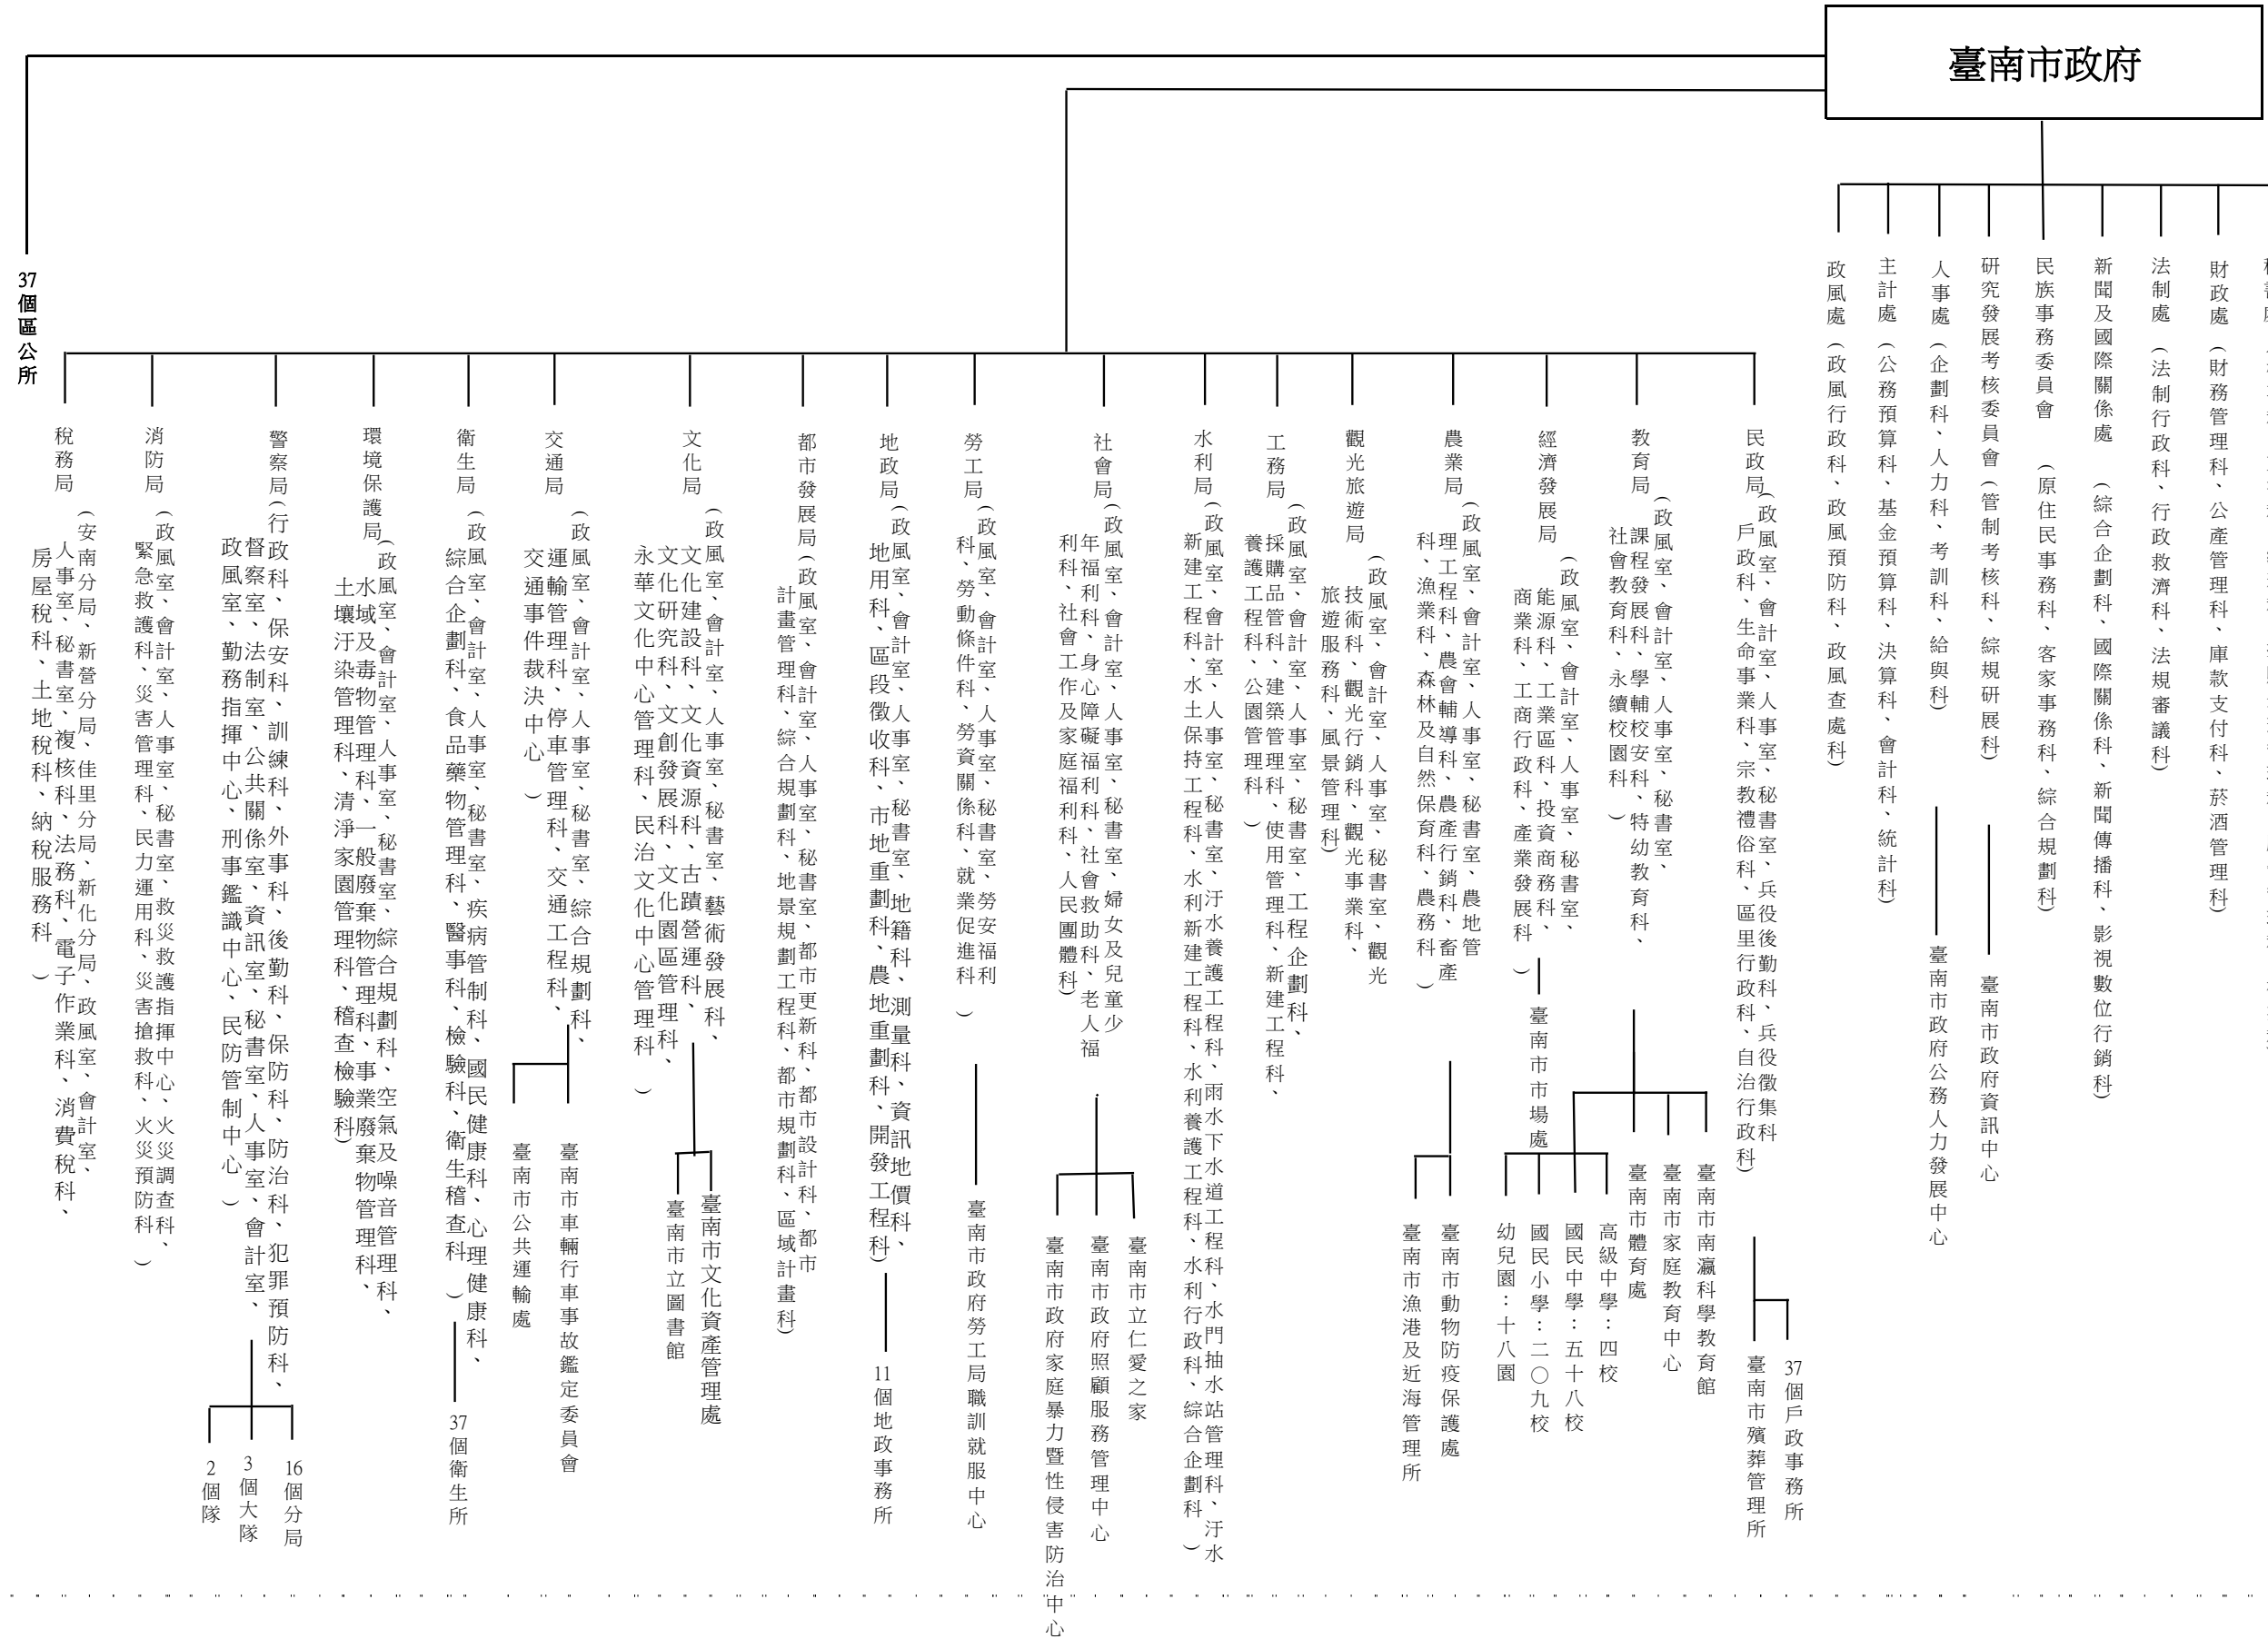 臺南市政府
財政處（財務管理科、公產管理科、庫款支付科、菸酒管理科）
法制處（法制行政科、行政救濟科、法規審議科）
新聞及國際關係處（綜合企劃科、國際關係科、新聞傳播科、影視數位行銷科）
民族事務委員會（原住民事務科、客家事務科、綜合規劃科）
研究發展考核委員會（管制考核科、綜規研展科）
臺南市政府資訊中心
人事處（企劃科、人力科、考訓科、給與科）
臺南市政府公務人力發展中心
主計處（公務預算科、基金預算科、決算科、會計科、統計科）
政風處（政風行政科、政風預防科、政風查處科）
民政局
（政風室、會計室、人事室、秘書室、兵役後勤科、兵役徵集科
戶政科、生命事業科、宗教禮俗科、區里行政科、自治行政科）
37個戶政事務所
臺南市殯葬管理所
教育局
（政風室、會計室、人事室、秘書室、
課程發展科、學輔校安科、特幼教育科、
社會教育科、永續校園科）
臺南市南瀛科學教育館
臺南市家庭教育中心
臺南市體育處
高級中學：四校
國民中學：五十八校
國民小學：二〇九校
幼兒園：十八園
經濟發展局
（政風室、會計室、人事室、秘書室、
能源科、工業區科、投資商務科、
商業科、工商行政科、產業發展科）
臺南市市場處
農業局
（政風室、會計室、人事室、秘書室、農地管
理工程科、農會輔導科、農產行銷科、畜產
科、漁業科、森林及自然保育科、農務科）
臺南市動物防疫保護處
臺南市漁港及近海管理所
觀光旅遊局
（政風室、會計室、人事室、秘書室、觀光
技術科、觀光行銷科、觀光事業科、
旅遊服務科、風景管理科）
工務局
（政風室、會計室、人事室、秘書室、工程企劃科、
採購品管科、建築管理科、使用管理科、新建工程科、
養護工程科、公園管理科）
水利局
（政風室、會計室、人事室、秘書室、汙水養護工程科、雨水下水道工程科、水門抽水站管理科、汙水
新建工程科、水土保持工程科、水利新建工程科、水利養護工程科、水利行政科、綜合企劃科）
社會局
（政風室、會計室、人事室、秘書室、婦女及兒童少
年福利科、身心障礙福利科、社會救助科、老人福
利科、社會工作及家庭福利科、人民團體科）
臺南市立仁愛之家
臺南市政府照顧服務管理中心
臺南市政府家庭暴力暨性侵害防治中心
勞工局
（政風室、會計室、人事室、秘書室、勞安福利
科、勞動條件科、勞資關係科、就業促進科）
臺南市政府勞工局職訓就服中心
地政局
（政風室、會計室、人事室、秘書室、地籍科、測量科、資訊地價科、
地用科、區段徵收科、市地重劃科、農地重劃科、開發工程科）
11個地政事務所
都市發展局
（政風室、會計室、人事室、秘書室、都市更新科、都市設計科、都市
計畫管理科、綜合規劃科、地景規劃工程科、都市規劃科、區域計畫科）
文化局
（政風室、會計室、人事室、秘書室、藝術發展科、
文化建設科、文化資源科、古蹟營運科、
文化研究科、文創發展科、文化園區管理科、
永華文化中心管理科、民治文化中心管理科）
臺南市文化資產管理處
臺南市立圖書館
交通局
（政風室、會計室、人事室、秘書室、綜合規劃科、
運輸管理科、停車管理科、交通工程科、
交通事件裁決中心）
臺南市車輛行車事故鑑定委員會
臺南市公共運輸處
衛生局
（政風室、會計室、人事室、秘書室、疾病管制科、國民健康科、心理健康科、
綜合企劃科、食品藥物管理科、醫事科、檢驗科、衛生稽查科）
37個衛生所
環境保護局
（政風室、會計室、人事室、秘書室、綜合規劃科、空氣及噪音管理科、
水域及毒物管理科、一般廢棄物管理科、事業廢棄物管理科、
土壤汙染管理科、清淨家園管理科、稽查檢驗科）
警察局
（行政科、保安科、訓練科、外事科、後勤科、保防科、防治科、犯罪預防科、
督察室、法制室、公共關係室、資訊室、秘書室、人事室、會計室、
政風室、勤務指揮中心、刑事鑑識中心、民防管制中心）
16個分局
3個大隊
2個隊
消防局
（政風室、會計室、人事室、秘書室、救災救護指揮中心、火災調查科、
緊急救護科、災害管理科、民力運用科、災害搶救科、火災預防科）
稅務局
（安南分局、新營分局、佳里分局、新化分局、政風室、會計室、
人事室、秘書室、複核科、法務科、電子作業科、消費稅科、
房屋稅科、土地稅科、納稅服務科）
37個區公所